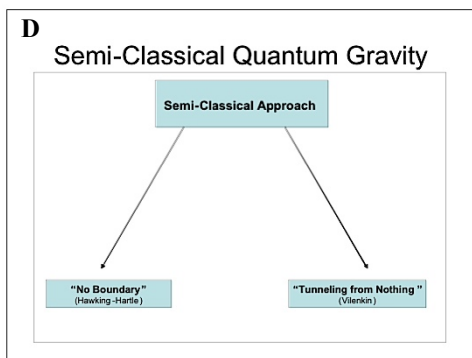 D
Semi-Classical Quantum Gravity
Semi-Classical Approach
“No Boundary”
(Hawking -Hartle)
“Tunneling from Nothing ”
(Vilenkin)